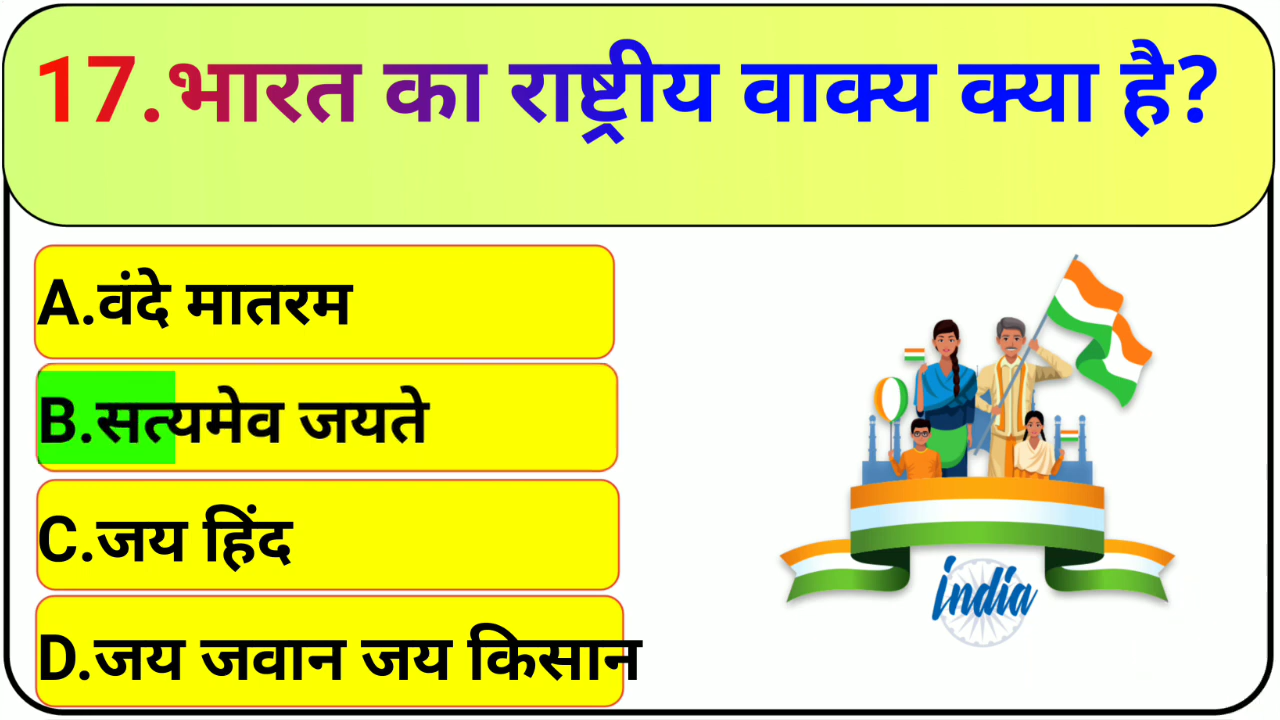 17.भारत का राष्ट्रीय वाक्य क्या है?
A.वंदे मातरम
B.सत्यमेव जयते
C.जय हिंद
D.जय जवान जय किसान
india